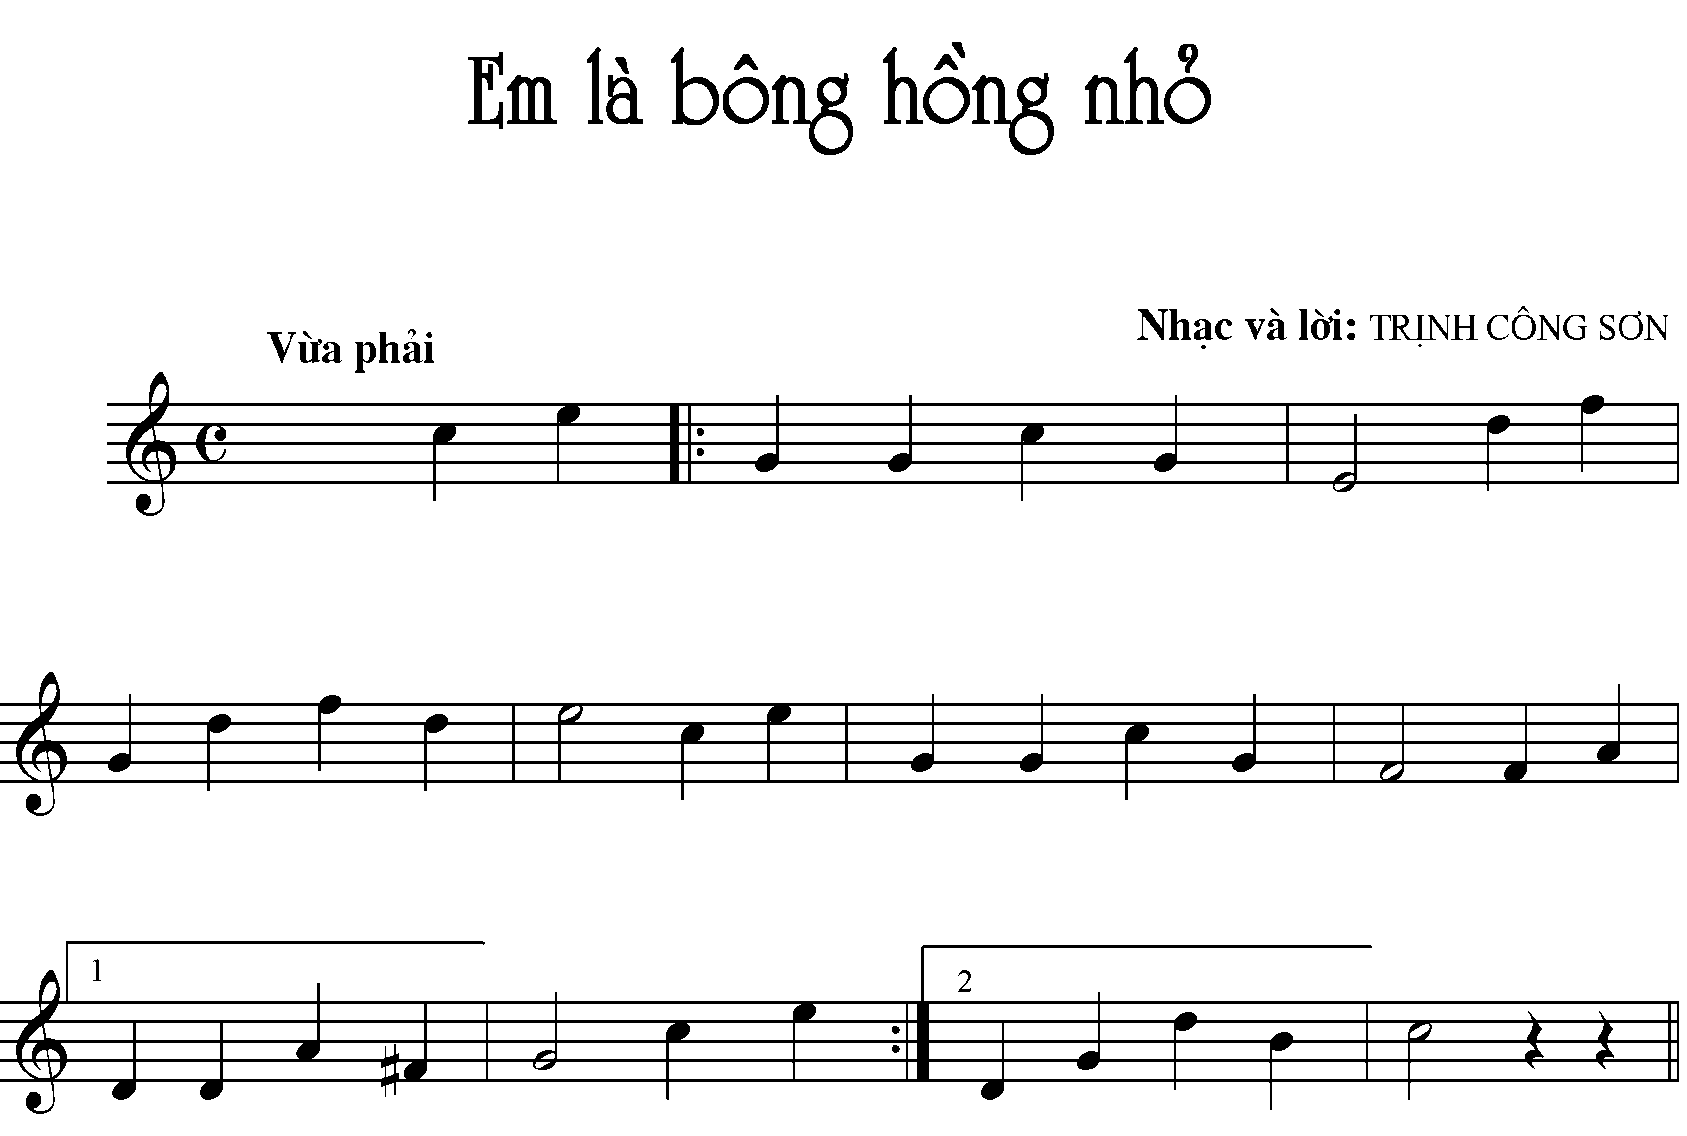 Em là bông hồng nhỏ
Nhạc và lời: TRỊNH CÔNG SƠN
Vừa phải
1
2